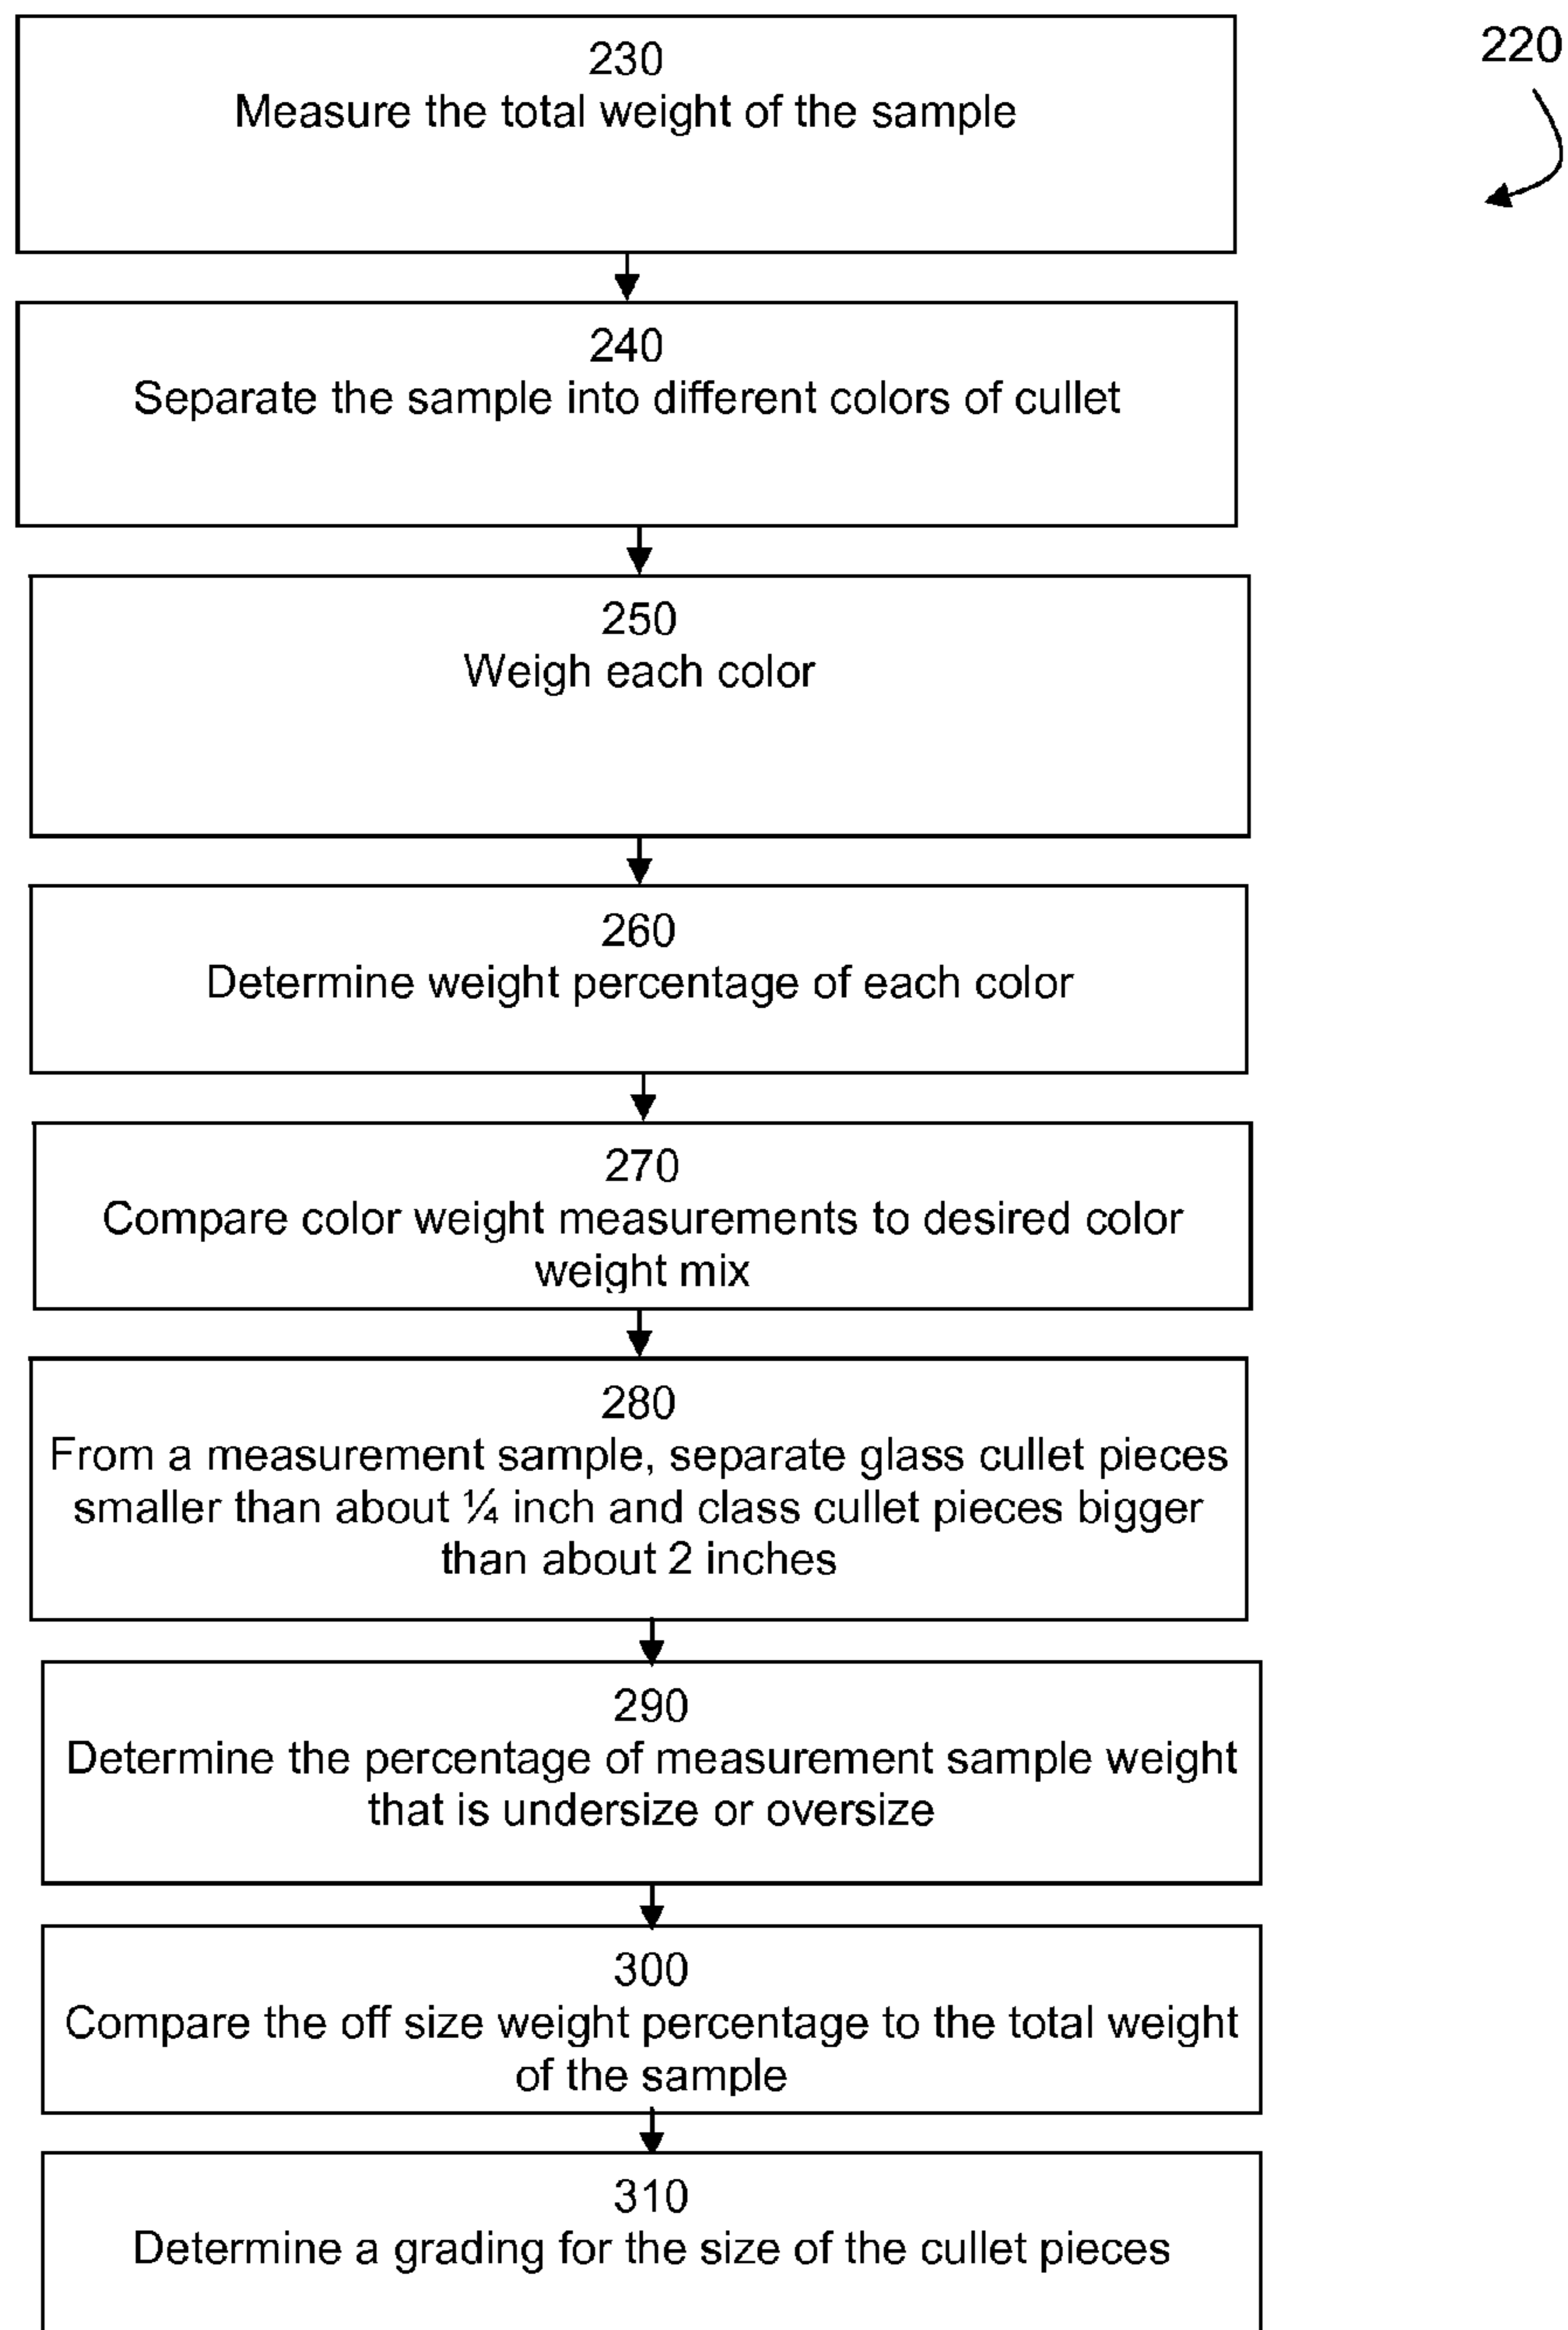 220
230
Measure the total weight of the sample
240
Separate the sample into different colors of cullet
250
Weigh each color
260
Determine weight percentage of each color
270
Compare color weight measurements to desired color
weight mix
280
From a measurement sample, separate glass cullet pieces
smaller than about ¼ inch and class cullet pieces bigger
than about 2 inches
290
Determine the percentage of measurement sample weight
that is undersize or oversize
300
Compare the off size weight percentage to the total weight
of the sample
310
Determine a grading for the size of the cullet pieces